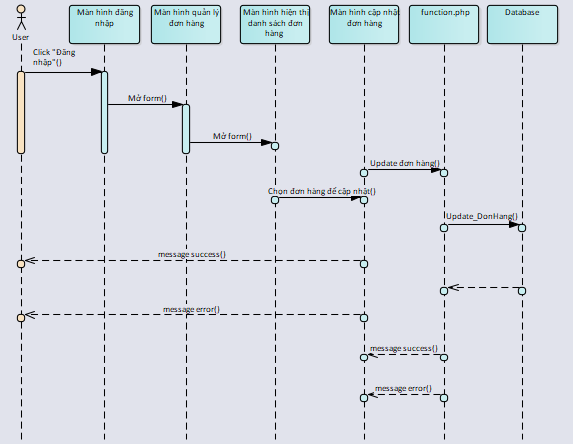 User
Màn hình đăng
nhập
Màn hình quản lý
đơn hàng
Màn hình hiện thị
danh sách đơn
hàng
Màn hình cập nhật
đơn hàng
function.php
Database
Click "Đăng
nhập"()
Mở form()
Mở form()
Update đơn hàng()
Chọn đơn hàng để cập nhật()
Update_DonHang()
message success()
message error()
message success()
message error()